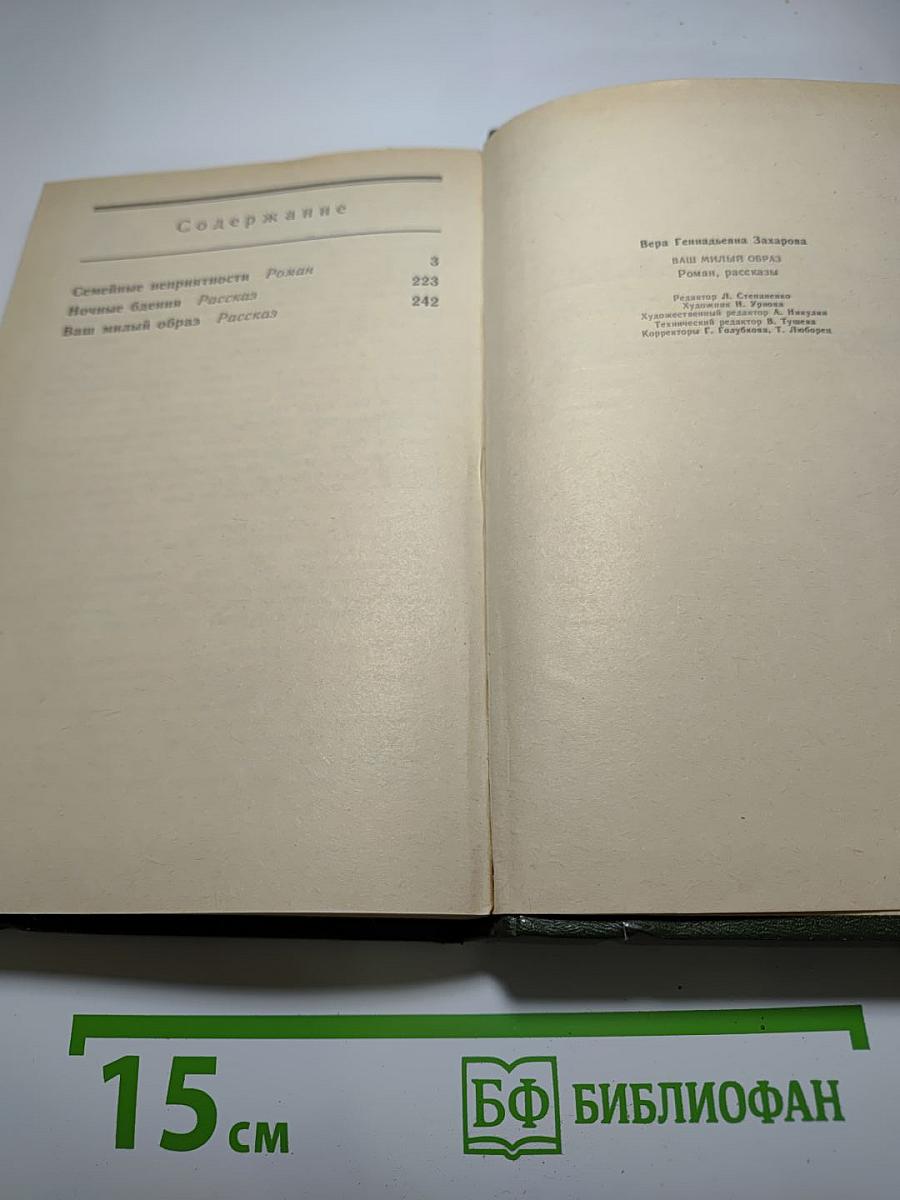 Содержание
Семейные неприятности Роман 3
Ночные бдения Рассказ 223
Ваш милый образ Рассказ 242
Вера Геннадьевна Захарова
ВАШ МИЛЫЙ ОБРАЗ
Роман, рассказы
Редактор Л. Степаненко
Художник И. Урнова
Художественный редактор А. Никулин
Технический редактор В. Тушева
Корректоры Г. Голубкова, Т. Люборец
15 см
БФ БИБЛИОФАН